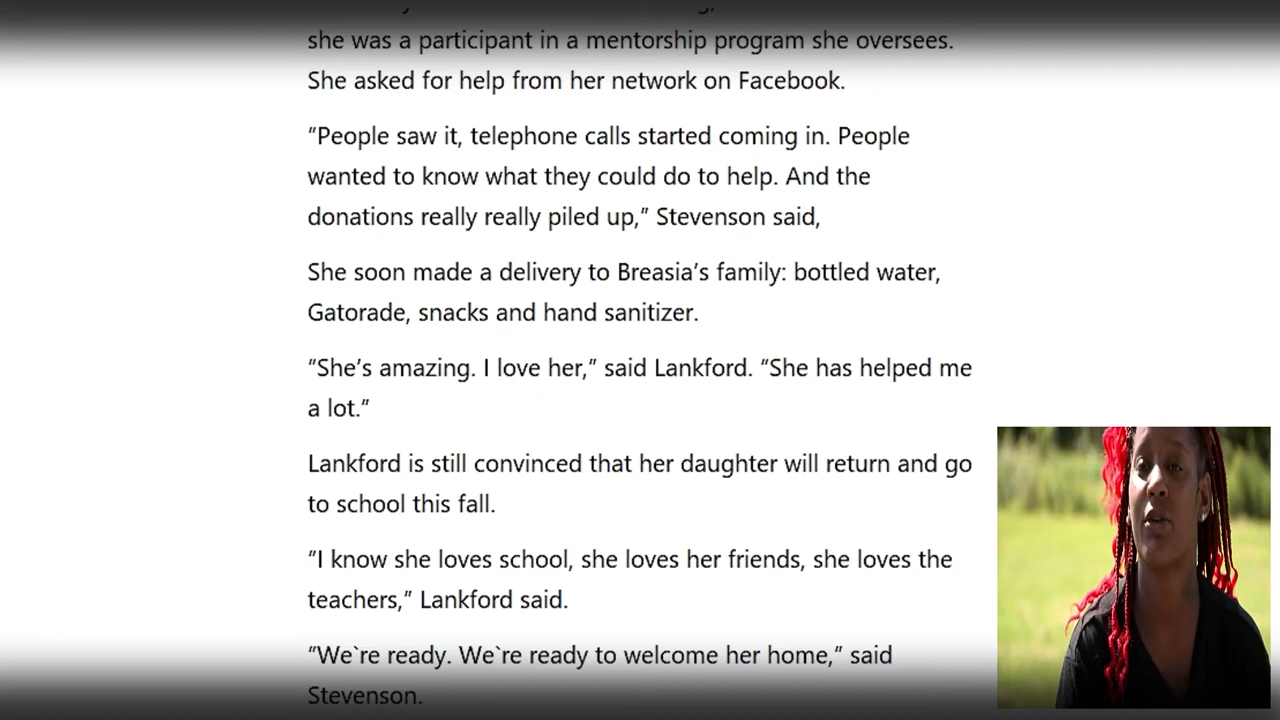 she was a participant in a mentorship program she oversees.
She asked for help from her network on Facebook.
"People saw it, telephone calls started coming in. People
wanted to know what they could do to help. And the
donations really really piled up," Stevenson said,
She soon made a delivery to Breasia's family: bottled water,
Gatorade, snacks and hand sanitizer.
"She's amazing. I love her," said Lankford. "She has helped me
a lot."
Lankford is still convinced that her daughter will return and go
to school this fall.
"I know she loves school, she loves her friends, she loves the
teachers," Lankford said.
"We`re ready. We`re ready to welcome her home," said
Stevenson.